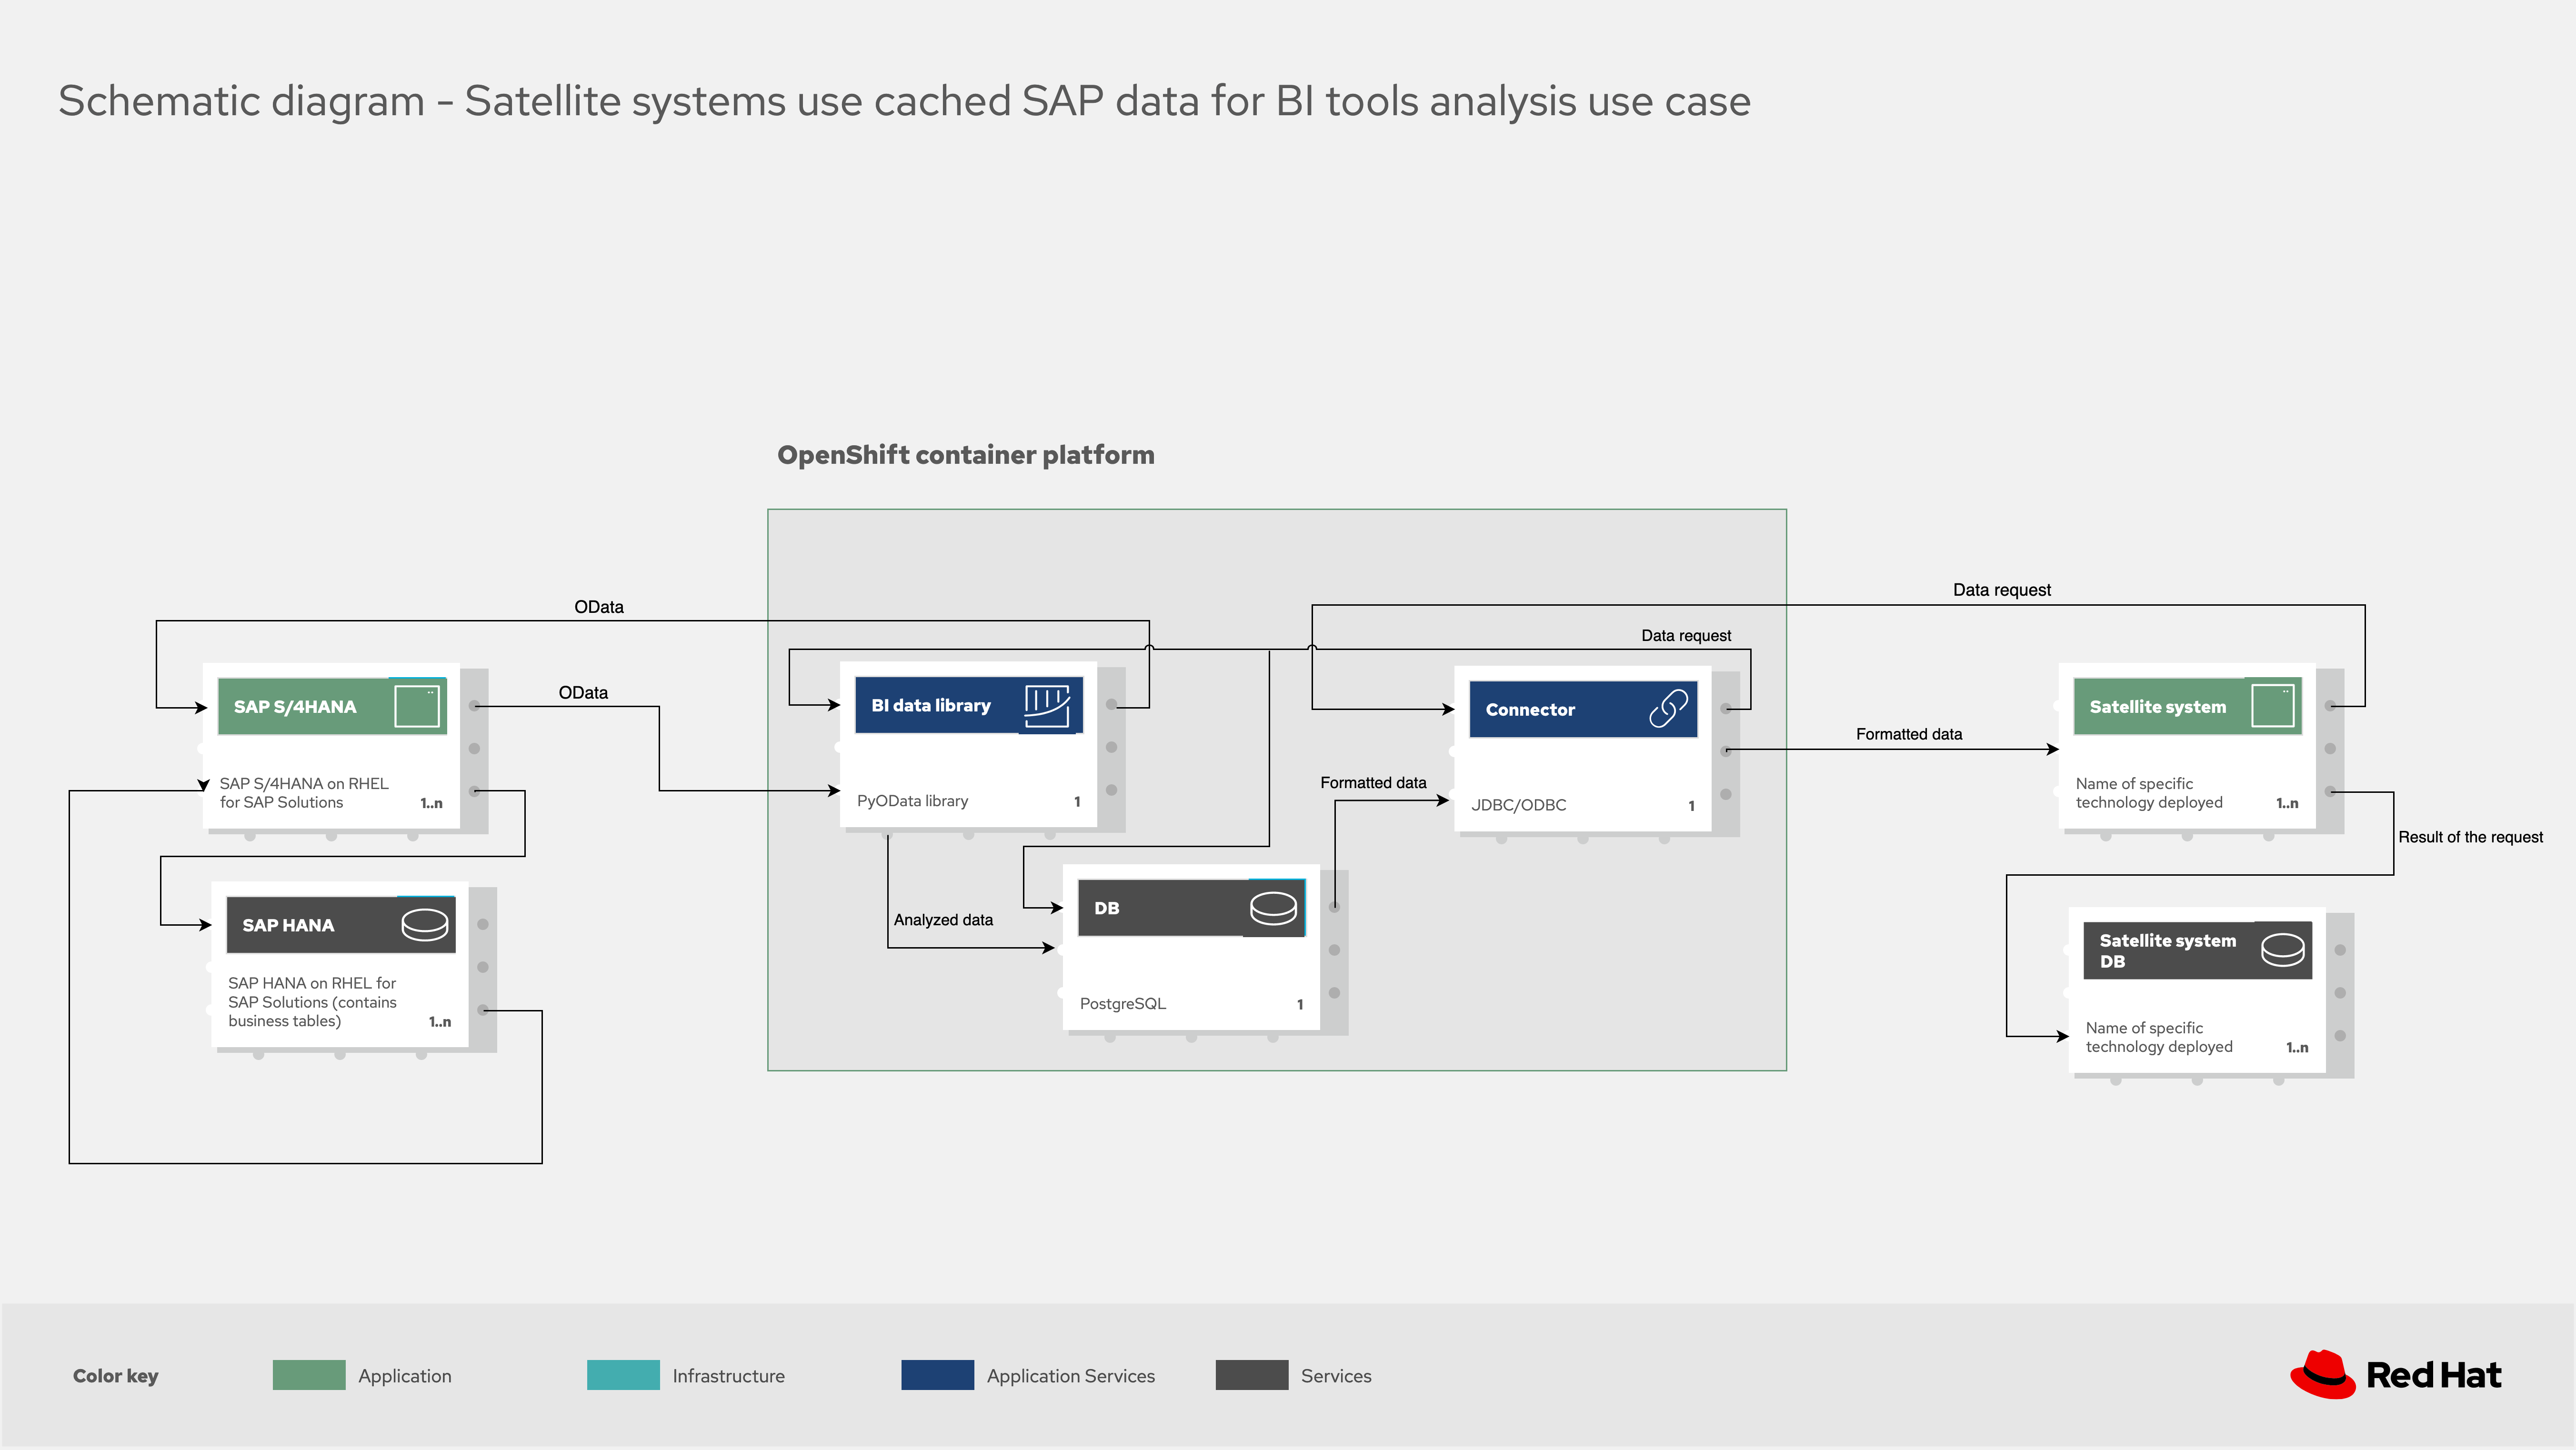 Schematic diagram - Satellite systems use cached SAP data for BI tools analysis use case
OpenShift container platform
OData
Data request
Data request
OData
SAP S/4HANA
SAP S/4HANA on RHEL
for SAP Solutions
1..n
BI data library
PyOData library
1
Connector
JDBC/ODBC
1
Formatted data
Formatted data
Satellite system
Name of specific
technology deployed
1..n
Result of the request
SAP HANA
SAP HANA on RHEL for
SAP Solutions (contains
business tables)
1..n
Analyzed data
DB
PostgreSQL
1
Satellite system
DB
Name of specific
technology deployed
1..n
Color key
Application
Infrastructure
Application Services
Services
Red Hat